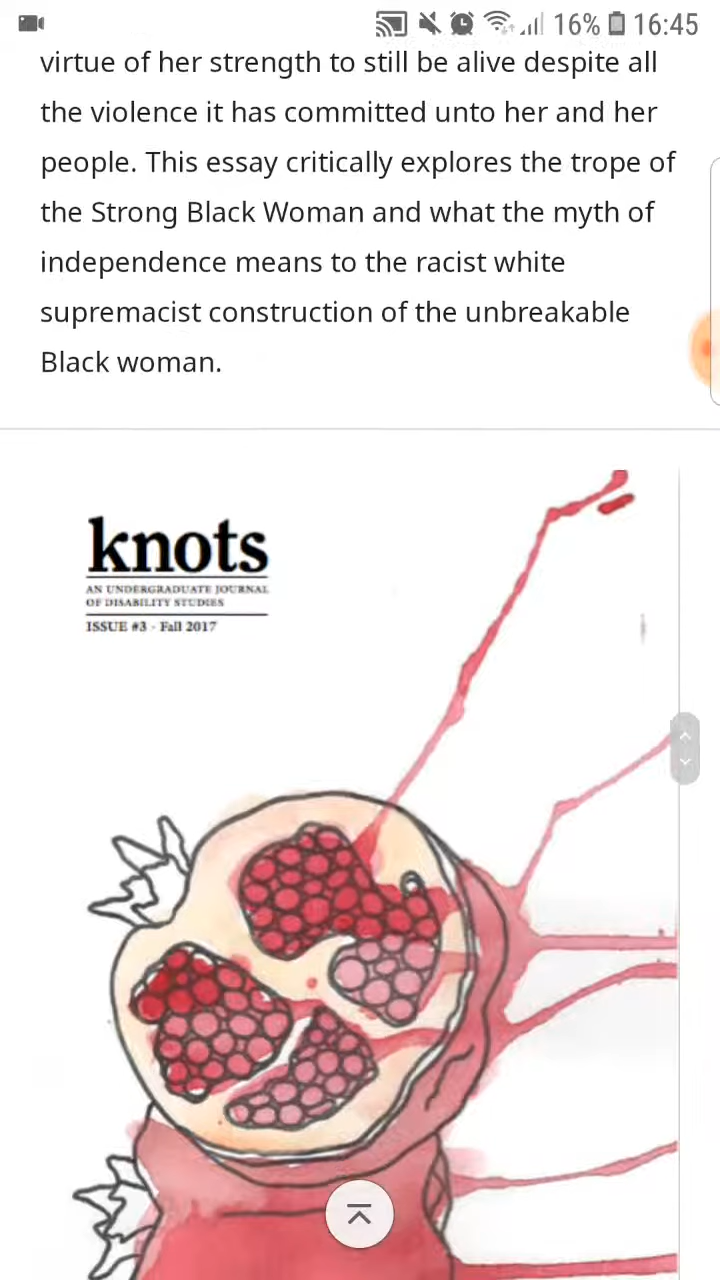 16% 16:45
virtue of her strength to still be alive despite all
the violence it has committed unto her and her
people. This essay critically explores the trope of
the Strong Black Woman and what the myth of
independence means to the racist white
supremacist construction of the unbreakable
Black woman.
knots
AN UNDERGRADUATE JOURNAL
OF DISABILITY STUDIES
ISSUE #3 - Fall 2017